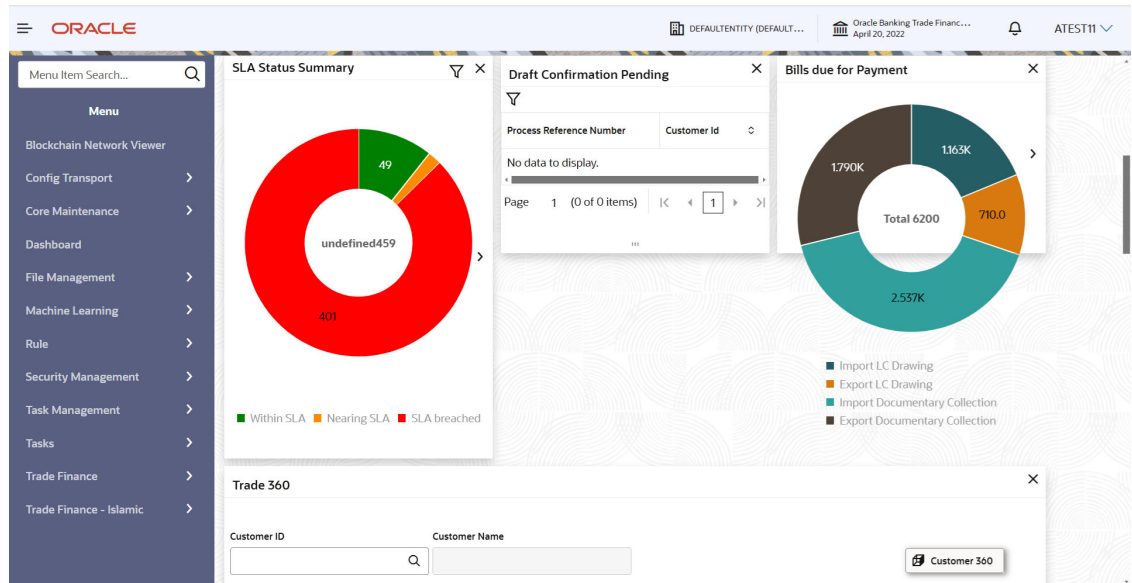 ORACLE
DEFAULTENTITY (DEFAULT...
Oracle Banking Trade Financ...
April 20, 2022
ATEST11
Menu Item Search...
Menu
Blockchain Network Viewer
Config Transport
Core Maintenance
Dashboard
File Management
Machine Learning
Rule
Security Management
Task Management
Tasks
Trade Finance
Trade Finance - Islamic
SLA Status Summary
49
undefined459
401
Within SLA Nearing SLA SLA breached
Draft Confirmation Pending
Process Reference Number Customer Id
No data to display.
Page 1 (0 of 0 items) 1
Bills due for Payment
1.163K
1.790K
Total 6200
710.0
2.537K
Import LC Drawing
Export LC Drawing
Import Documentary Collection
Export Documentary Collection
Trade 360
Customer ID Customer Name
Customer 360